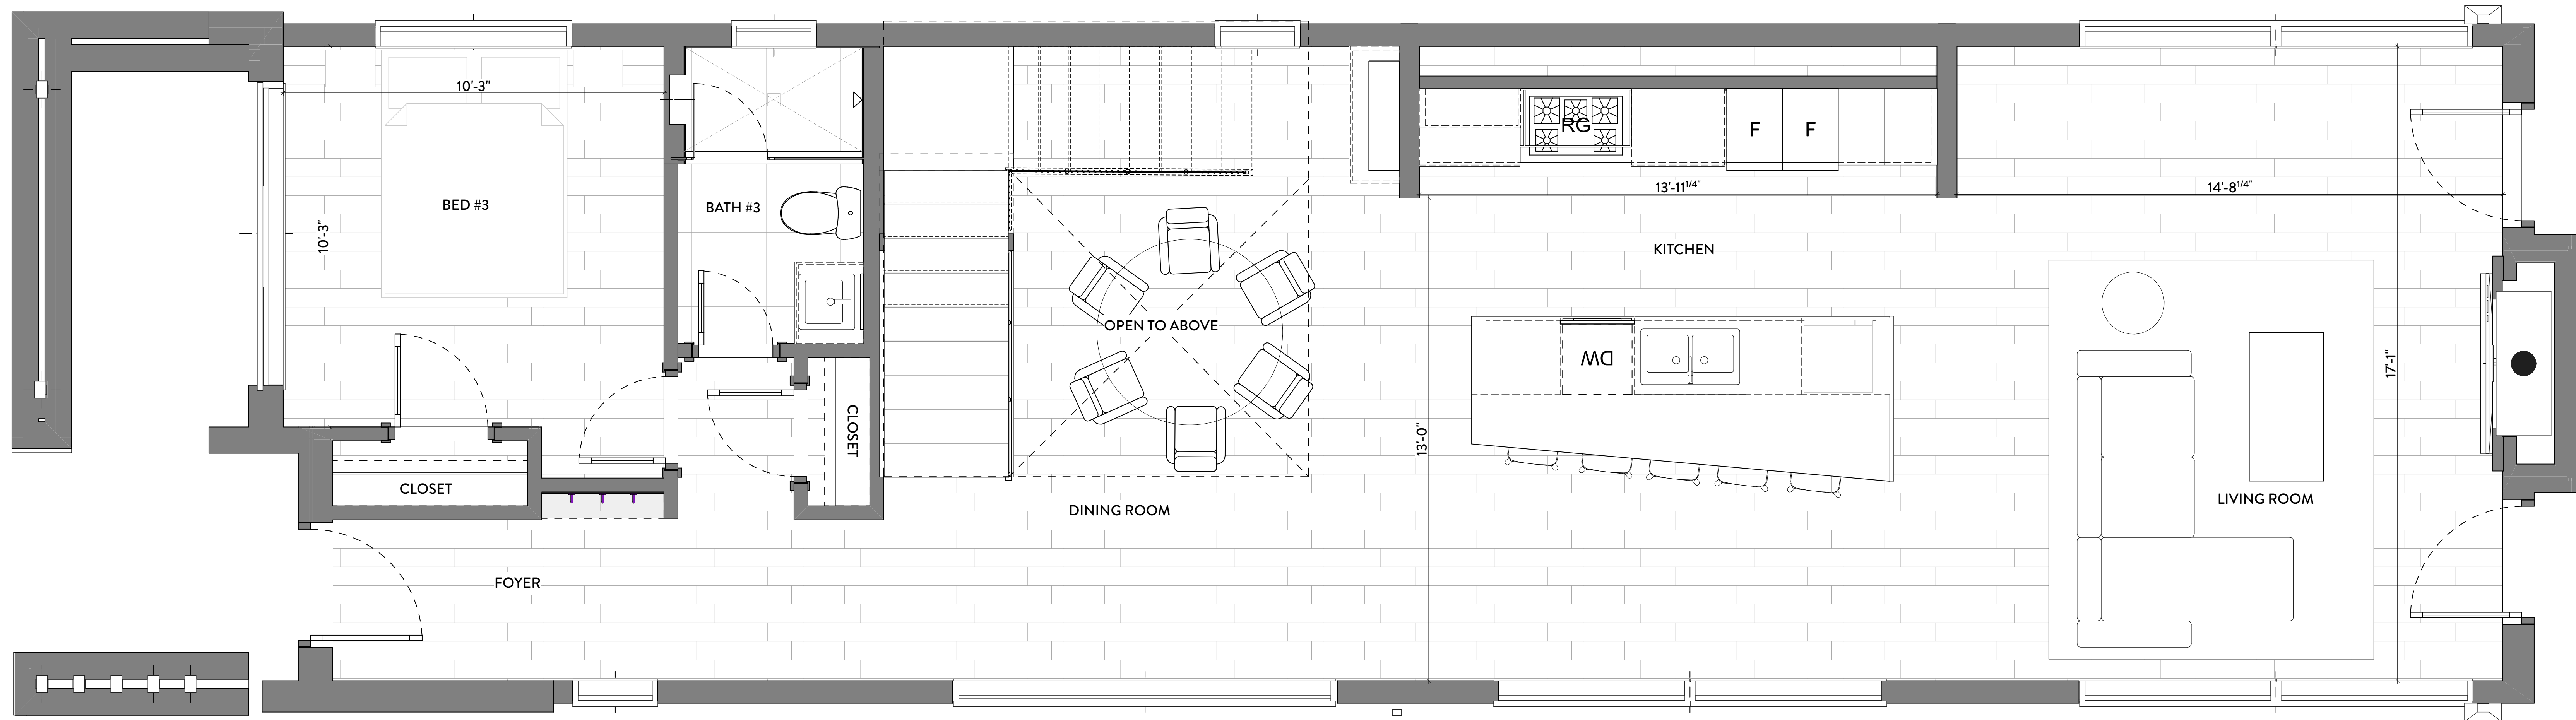 10'-3"
BED #3
10'-3"
BATH #3
CLOSET
CLOSET
FOYER
OPEN TO ABOVE
DINING ROOM
RG
F
F
13'-11 1/4"
14'-8 1/4"
KITCHEN
DW
13'-0"
17'-1"
LIVING ROOM